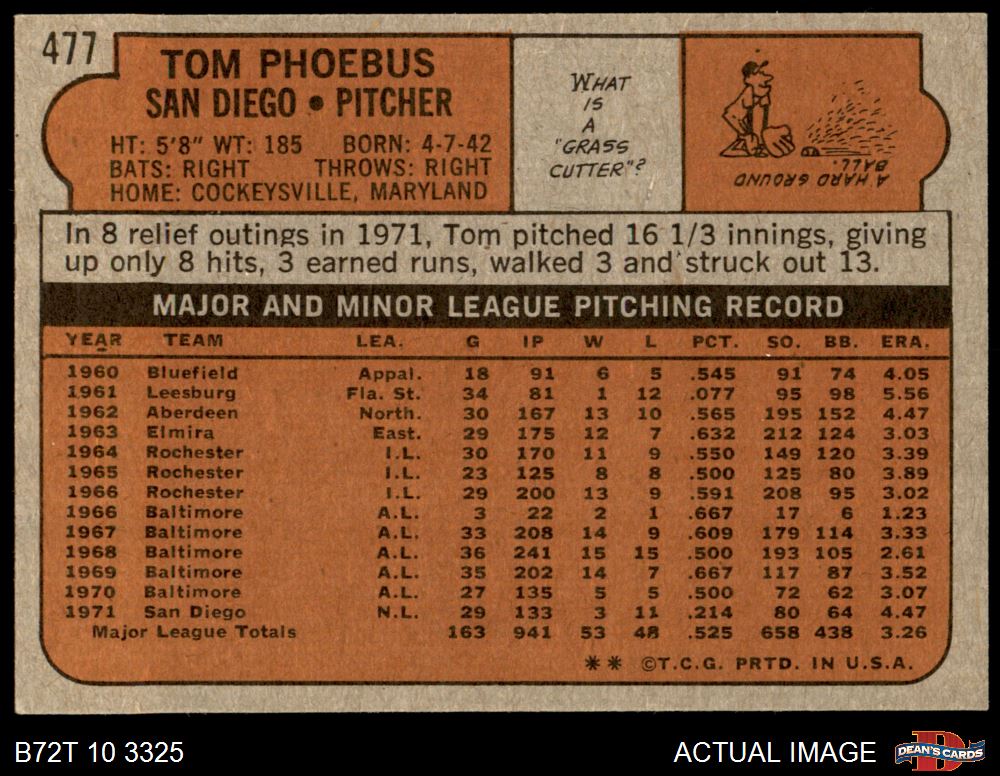 477
TOM PHOEBUS
SAN DIEGO • PITCHER
HT: 5'8" WT: 185 BORN: 4-7-42
BATS: RIGHT THROWS: RIGHT
HOME: COCKEYSVILLE, MARYLAND
WHAT
IS
A
"GRASS
CUTTER"?
A HARD GROUND
BALL.
In 8 relief outings in 1971, Tom pitched 16 1/3 innings, giving
up only 8 hits, 3 earned runs, walked 3 and struck out 13.
MAJOR AND MINOR LEAGUE PITCHING RECORD
YEAR TEAM LEA. G IP W L PCT. SO. BB. ERA.
1960 Bluefield Appal. 18 91 6 5 .545 91 74 4.05
1961 Leesburg Fla. St. 34 81 1 12 .077 95 98 5.56
1962 Aberdeen North. 30 167 13 10 .565 195 152 4.47
1963 Elmira East. 29 175 12 7 .632 212 124 3.03
1964 Rochester I.L. 30 170 11 9 .550 149 120 3.39
1965 Rochester I.L. 23 125 8 8 .500 125 80 3.89
1966 Rochester I.L. 29 200 13 9 .591 208 95 3.02
1966 Baltimore A.L. 3 22 2 1 .667 17 6 1.23
1967 Baltimore A.L. 33 208 14 9 .609 179 114 3.33
1968 Baltimore A.L. 36 241 15 15 .500 193 105 2.61
1969 Baltimore A.L. 35 202 14 7 .667 117 87 3.52
1970 Baltimore A.L. 27 135 5 5 .500 72 62 3.07
1971 San Diego N.L. 29 133 3 11 .214 80 64 4.47
Major League Totals 163 941 53 48 .525 658 438 3.26
** ©T.C.G. PRTD. IN U.S.A.
B72T 10 3325 ACTUAL IMAGE D DEAN'S CARDS